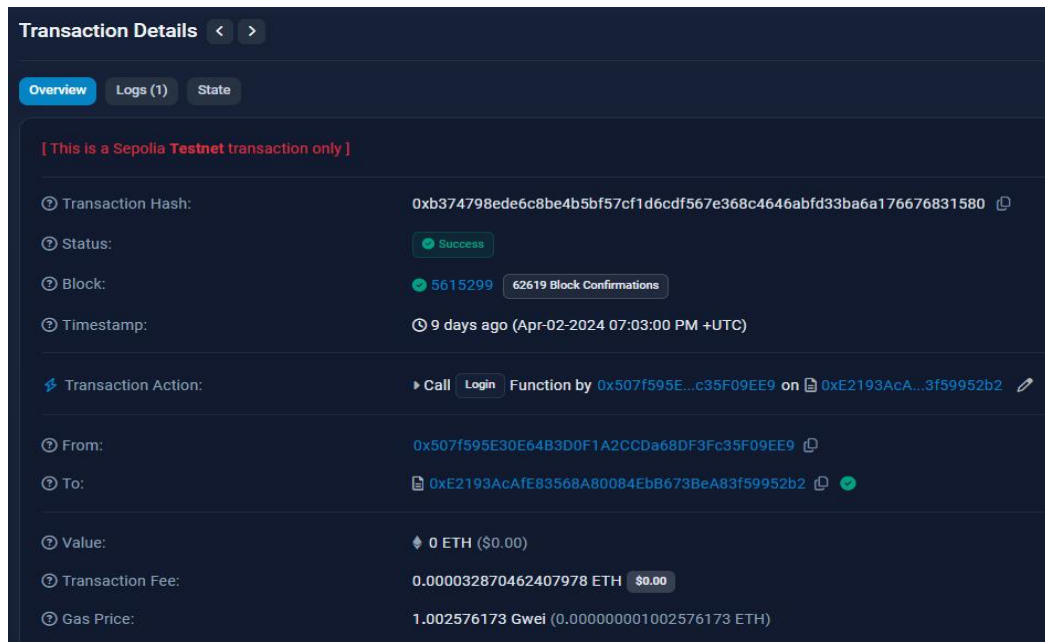 Transaction Details < >
Overview Logs (1) State
[ This is a Sepolia Testnet transaction only ]
Transaction Hash: 0xb374798ede6c8be4b5bf57cf1d6cdf567e368c4646abfd33ba6a176676831580
Status: Success
Block: 5615299 62619 Block Confirmations
Timestamp: 9 days ago (Apr-02-2024 07:03:00 PM +UTC)
Transaction Action: Call Login Function by 0x507f595E...c35F09EE9 on 0xE2193AcA...3f59952b2
From: 0x507f595E30E64B3D0F1A2CCDa68DF3Fc35F09EE9
To: 0xE2193AcAfE83568A80084EbB673BeA83f59952b2
Value: 0 ETH ($0.00)
Transaction Fee: 0.000032870462407978 ETH $0.00
Gas Price: 1.002576173 Gwei (0.000000001002576173 ETH)